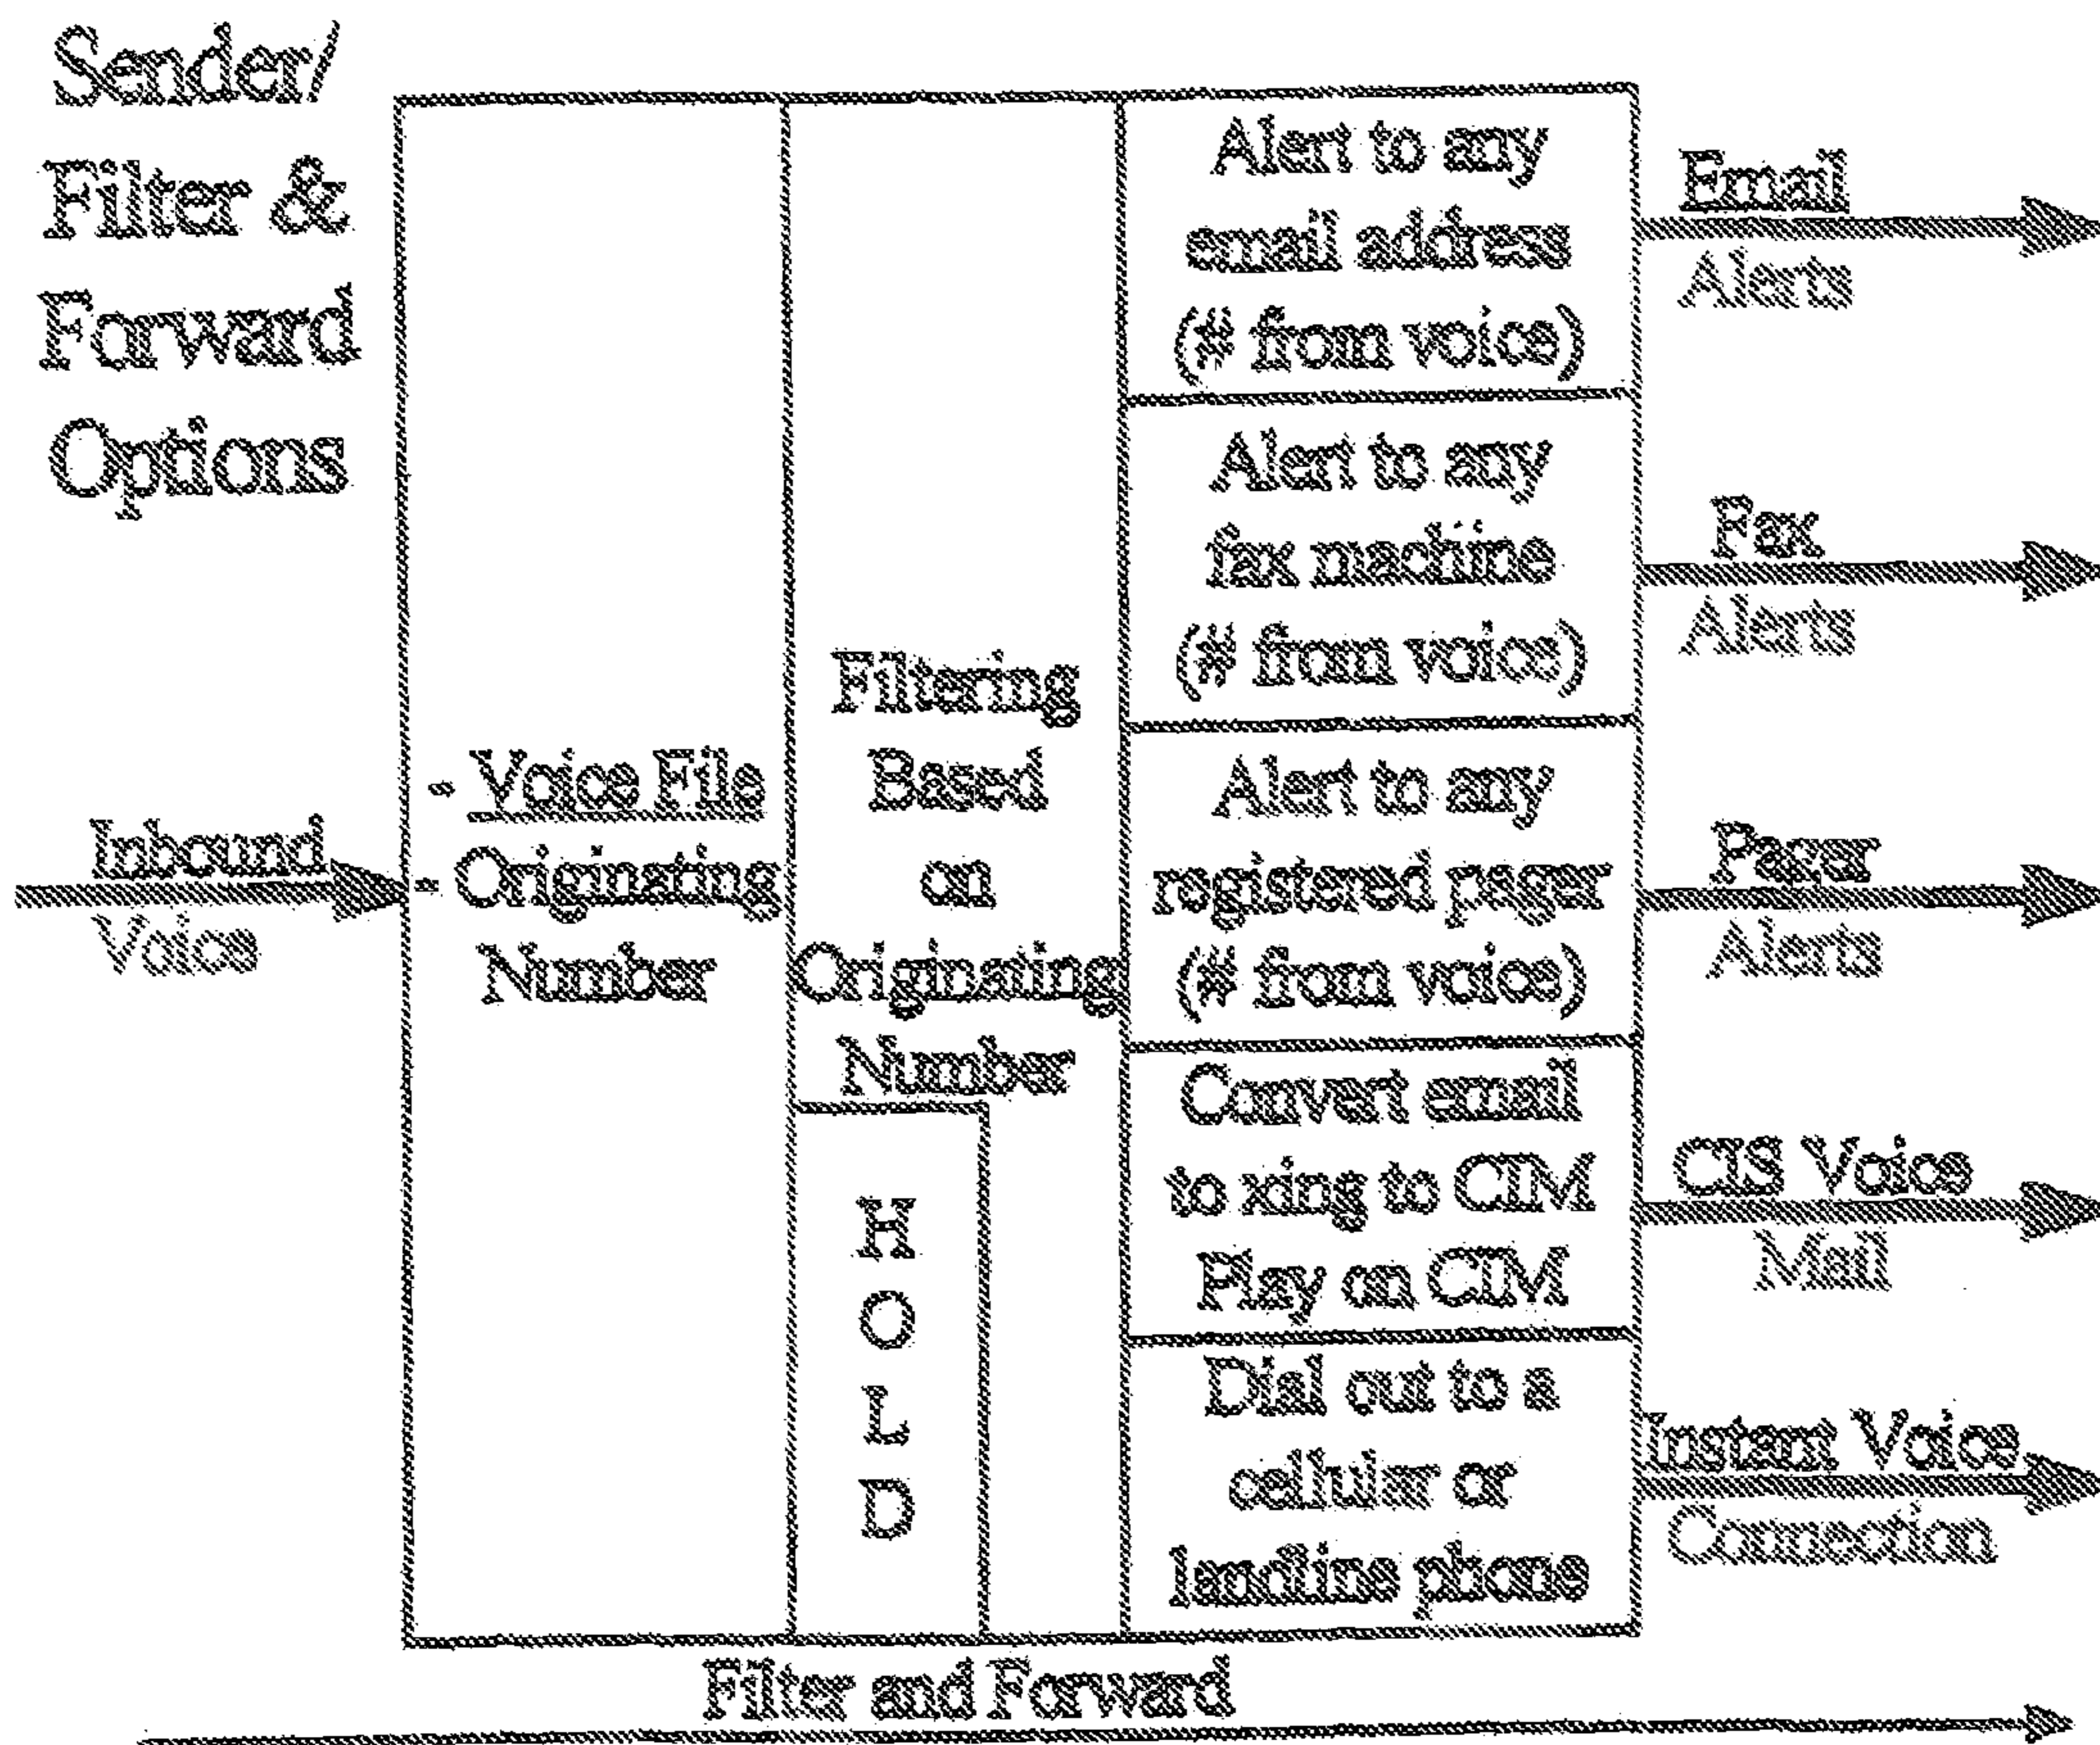 Sender/
Filter &
Forward
Options
Inbound
Voice
- Voice File
- Originating
Number
Filtering
Based
on
Originating
Number
H
O
L
D
Alert to any
email address
(# from voice)
Alert to any
fax machine
(# from voice)
Alert to any
registered pager
(# from voice)
Convert email
to xing to CIM
Play on CIM
Dial out to a
cellular or
landline phone
Email
Alerts
Fax
Alerts
Pager
Alerts
CIS Voice
Mail
Instant Voice
Connection
Filter and Forward